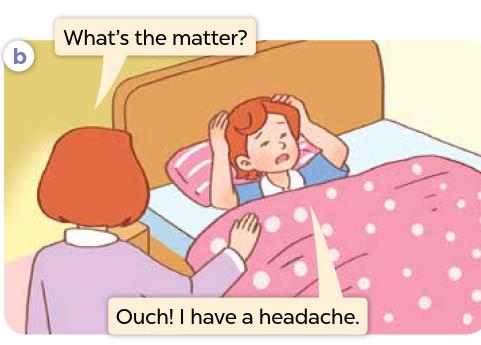 What's the matter?
b
Ouch! I have a headache.